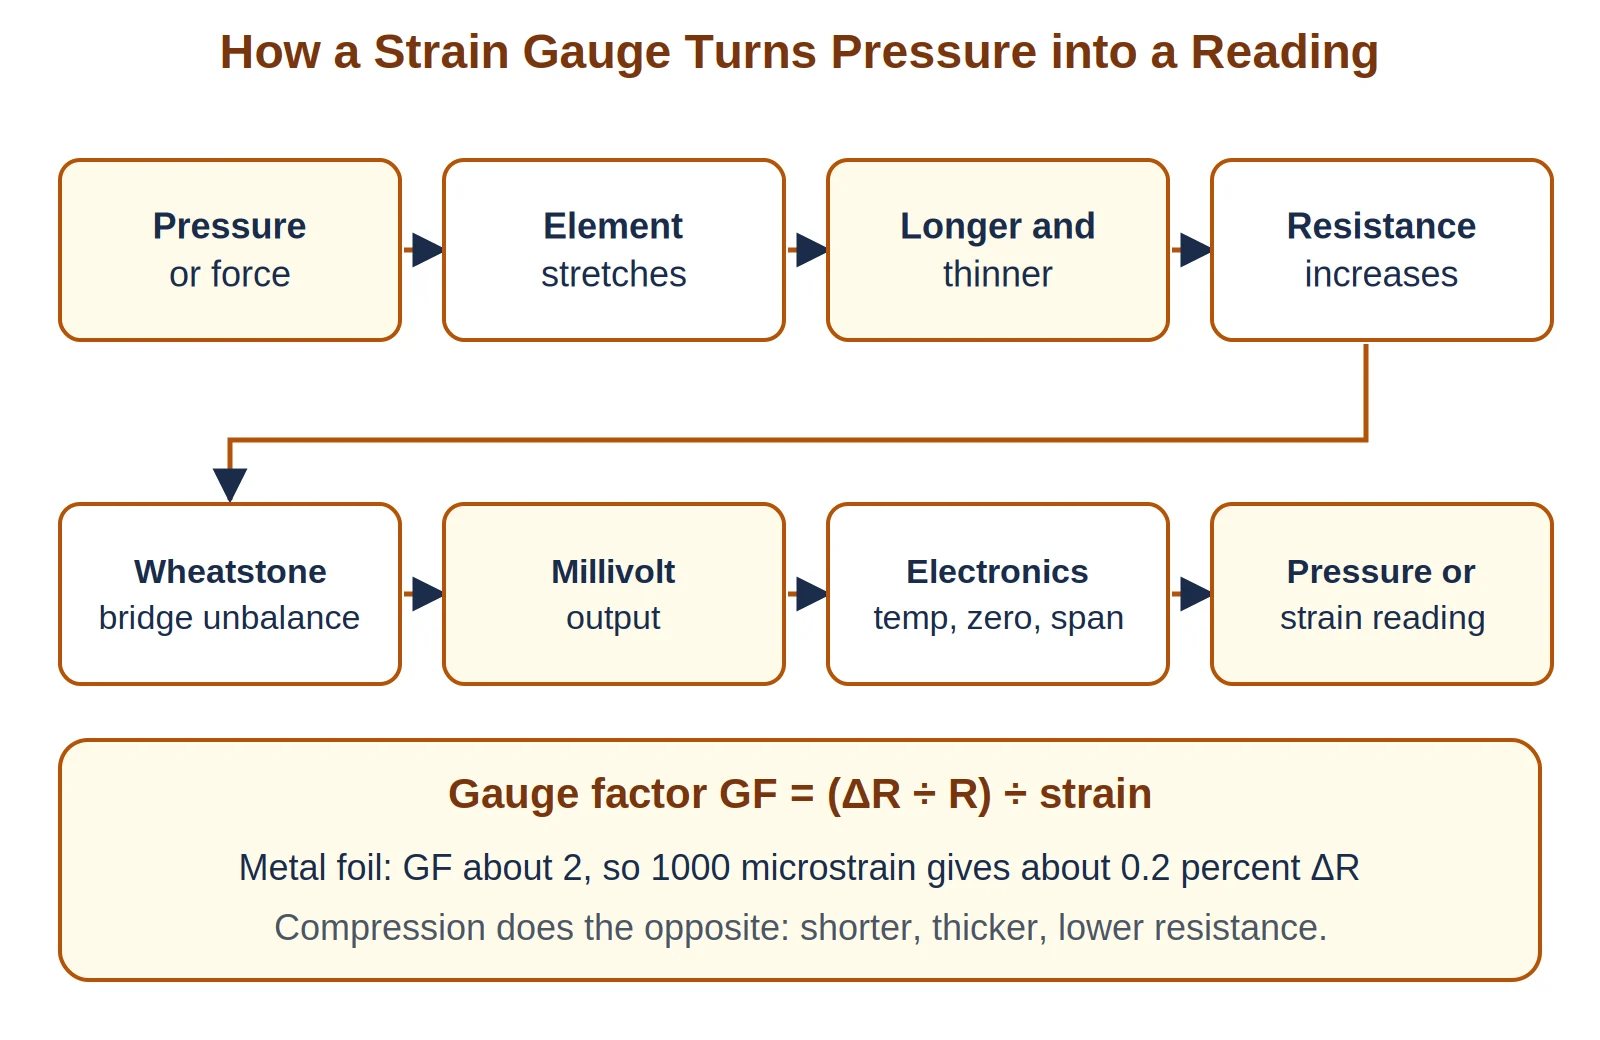 How a Strain Gauge Turns Pressure into a Reading
Pressure
or force
Element
stretches
Longer and
thinner
Resistance
increases
Wheatstone
bridge unbalance
Millivolt
output
Electronics
temp, zero, span
Pressure or
strain reading
Gauge factor GF = (ΔR ÷ R) ÷ strain
Metal foil: GF about 2, so 1000 microstrain gives about 0.2 percent ΔR
Compression does the opposite: shorter, thicker, lower resistance.